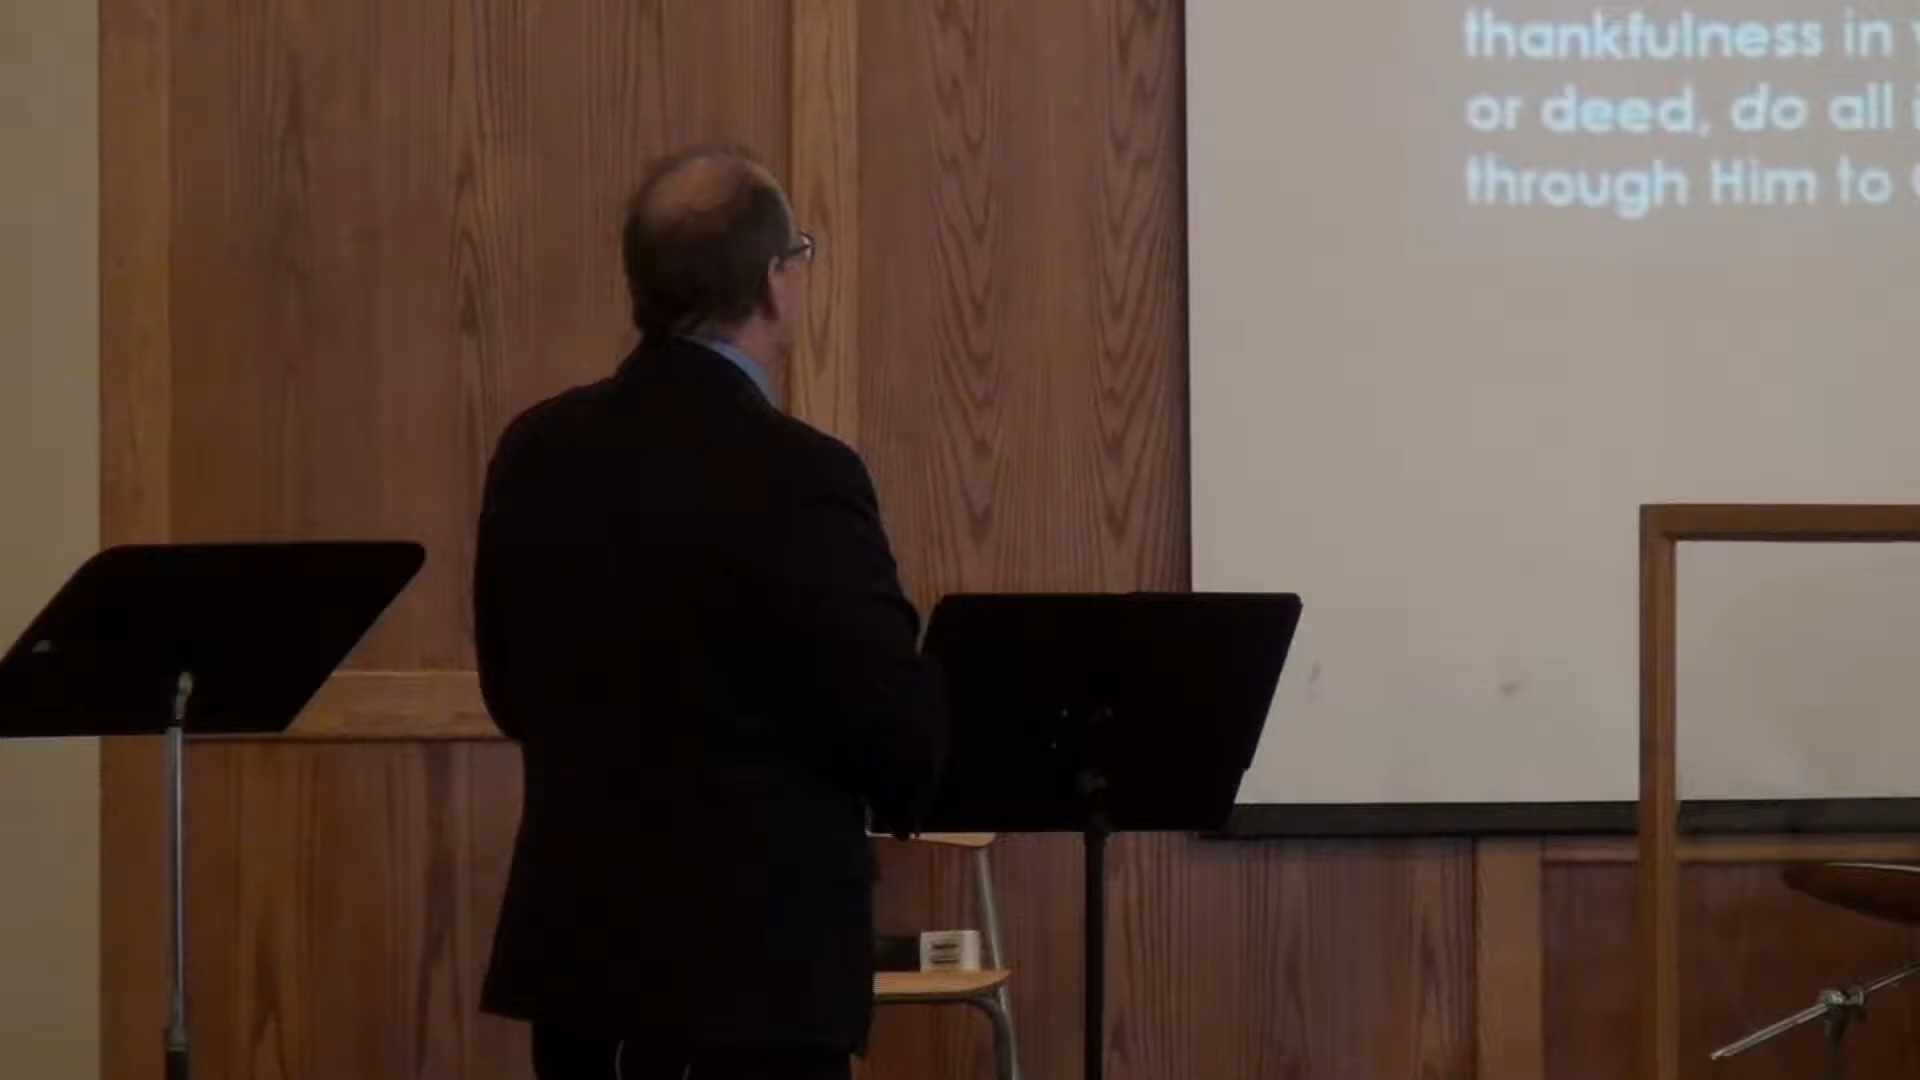 thankfulness in
or deed, do all
through Him to